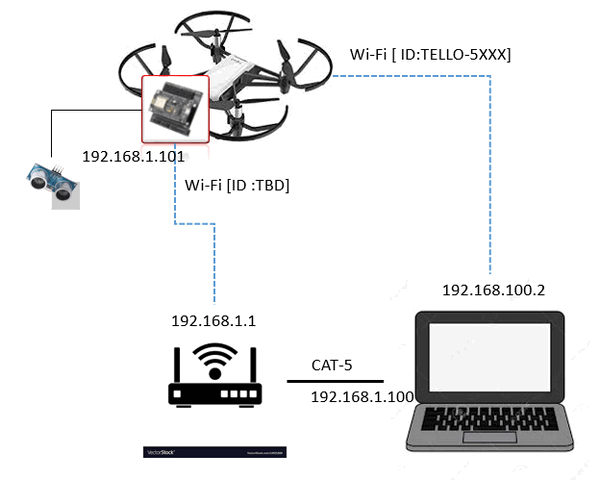 Wi-Fi [ ID:TELLO-5XXX]
192.168.1.101
Wi-Fi [ID :TBD]
192.168.100.2
192.168.1.1
CAT-5
192.168.1.100
VectorStock